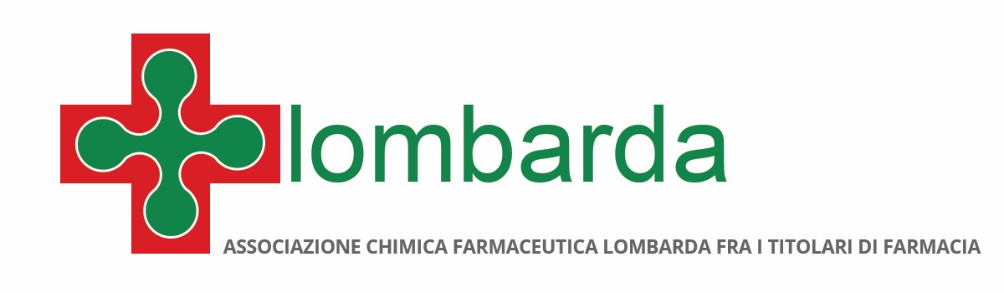 lombarda
ASSOCIAZIONE CHIMICA FARMACEUTICA LOMBARDA FRA I TITOLARI DI FARMACIA